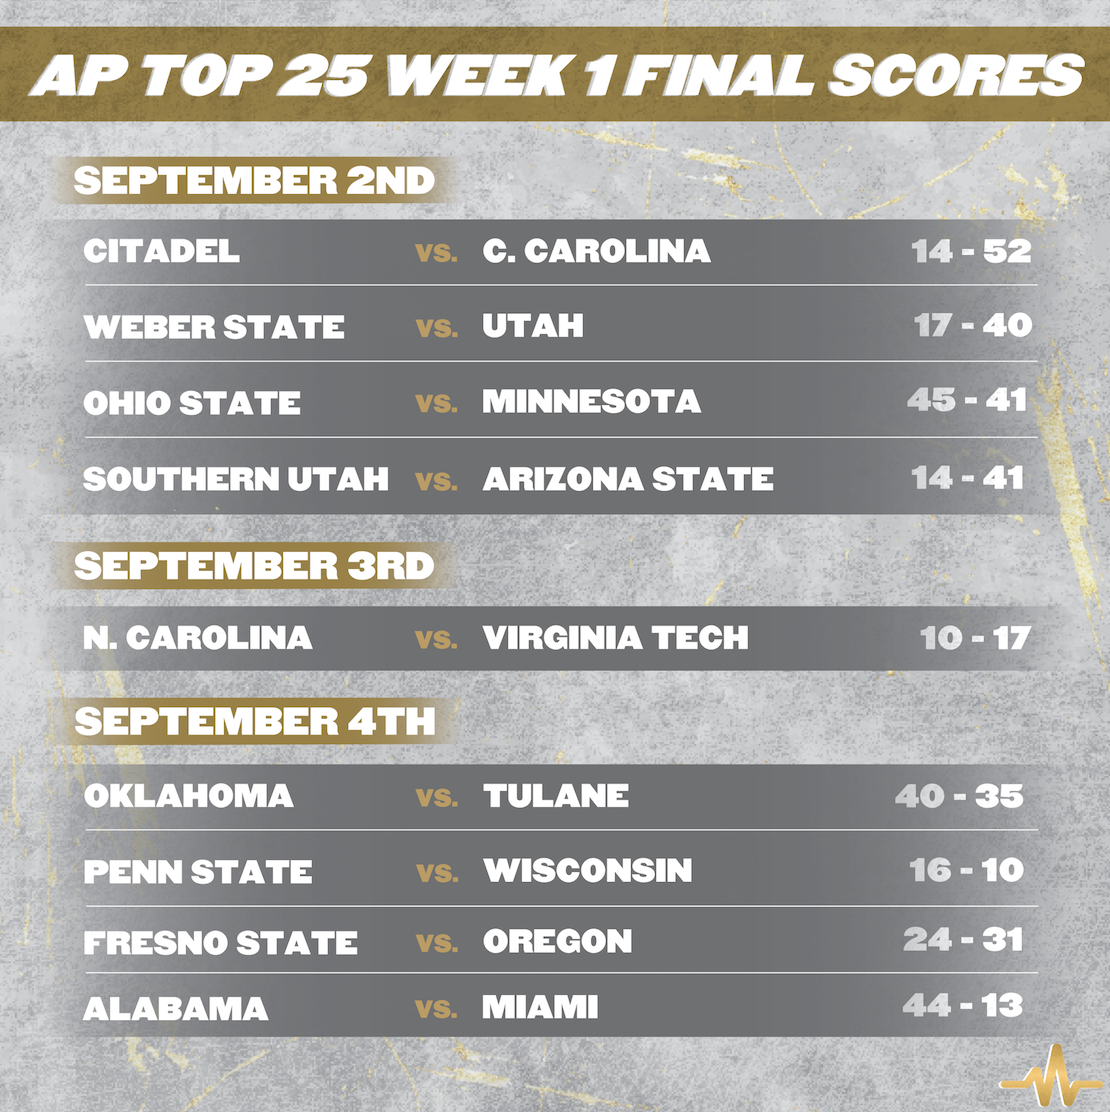 AP TOP 25 WEEK 1 FINAL SCORES
SEPTEMBER 2ND
CITADEL VS. C. CAROLINA 14 - 52
WEBER STATE VS. UTAH 17 - 40
OHIO STATE VS. MINNESOTA 45 - 41
SOUTHERN UTAH VS. ARIZONA STATE 14 - 41
SEPTEMBER 3RD
N. CAROLINA VS. VIRGINIA TECH 10 - 17
SEPTEMBER 4TH
OKLAHOMA VS. TULANE 40 - 35
PENN STATE VS. WISCONSIN 16 - 10
FRESNO STATE VS. OREGON 24 - 31
ALABAMA VS. MIAMI 44 - 13